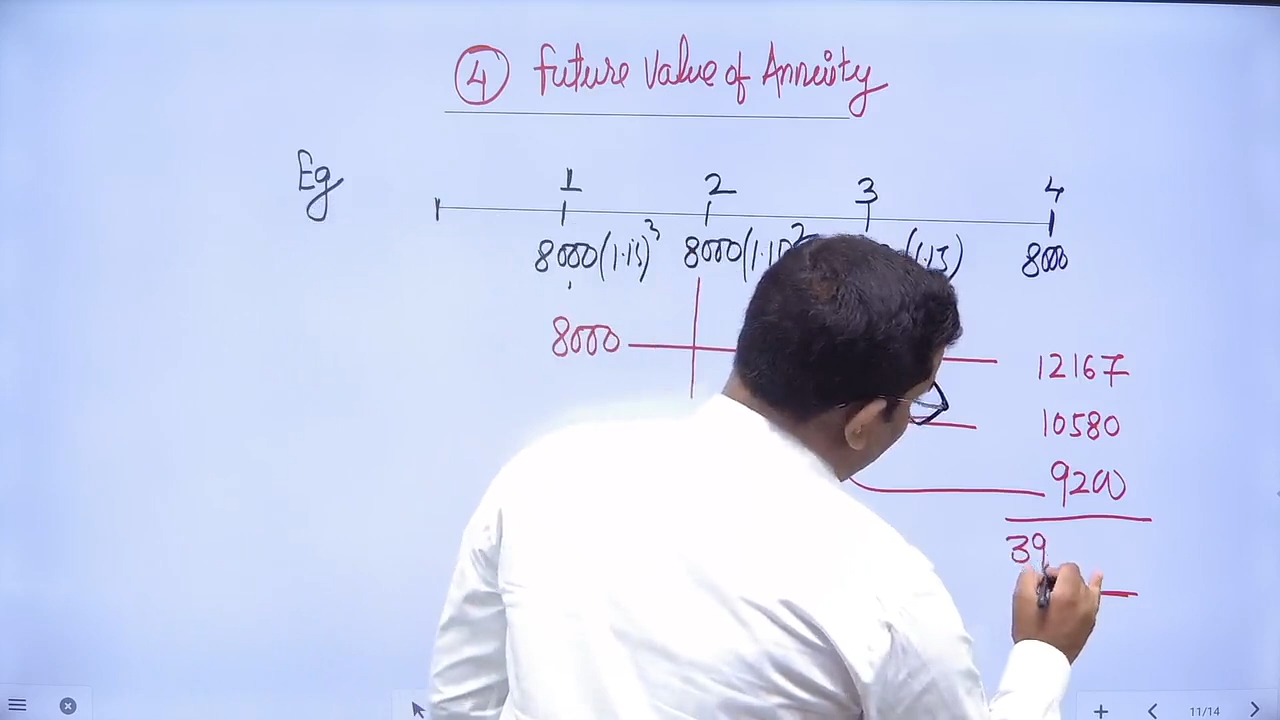 4 Future Value of Annuity
Eg
1 2 3 4
8000(1.15)³ 8000(1.15)² (1.15) 8000
8000 12167
10580
9200
39
11/14